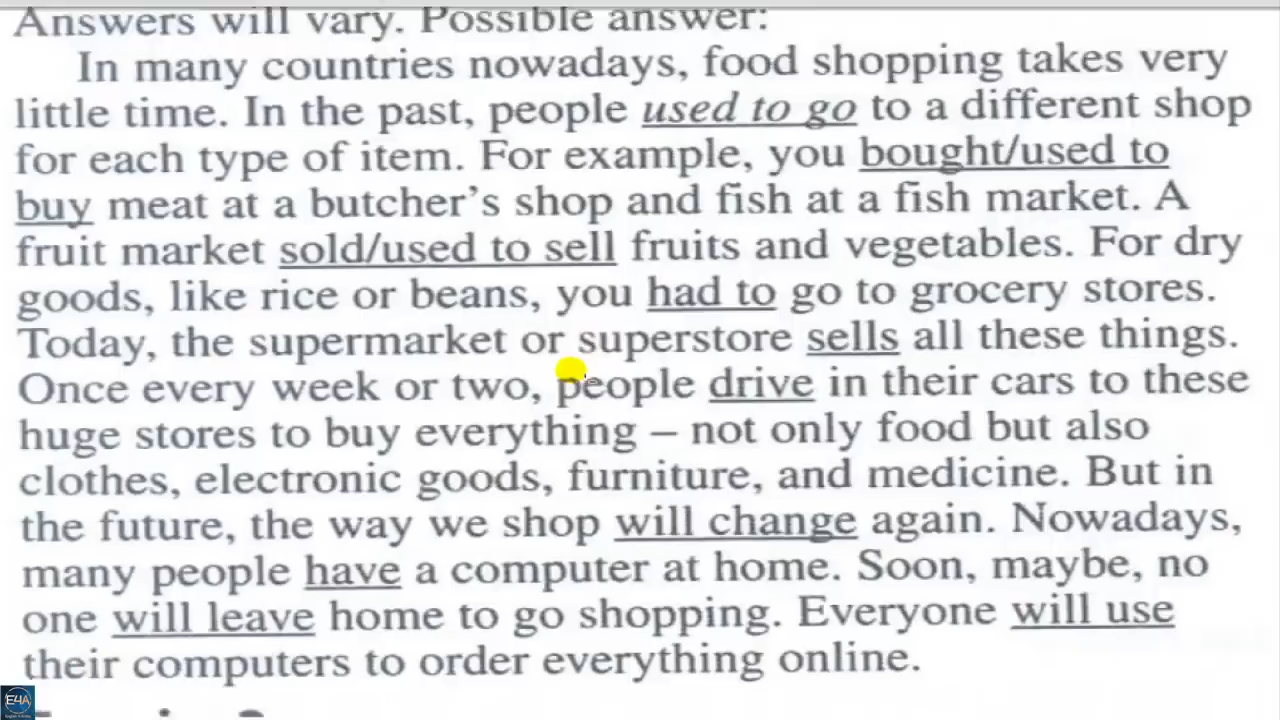 Answers will vary. Possible answer:
In many countries nowadays, food shopping takes very
little time. In the past, people used to go to a different shop
for each type of item. For example, you bought/used to
buy meat at a butcher's shop and fish at a fish market. A
fruit market sold/used to sell fruits and vegetables. For dry
goods, like rice or beans, you had to go to grocery stores.
Today, the supermarket or superstore sells all these things.
Once every week or two, people drive in their cars to these
huge stores to buy everything – not only food but also
clothes, electronic goods, furniture, and medicine. But in
the future, the way we shop will change again. Nowadays,
many people have a computer at home. Soon, maybe, no
one will leave home to go shopping. Everyone will use
their computers to order everything online.
E4A